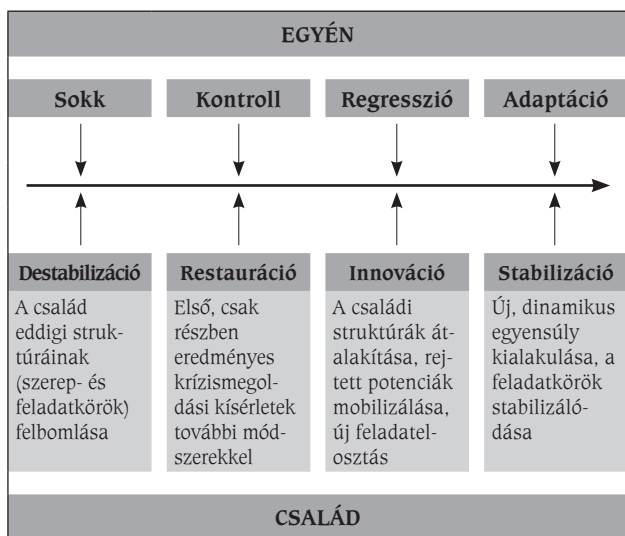 EGYÉN
Sokk
Kontroll
Regresszió
Adaptáció
Destabilizáció
A család
eddigi struk-
túráinak
(szerep- és
feladatkörök)
felbomlása
Restauráció
Első, csak
részben
eredményes
krízismegol-
dási kísérletek
további mód-
szerekkel
Innováció
A családi
struktúrák át-
alakítása, rej-
tett potenciák
mobilizálása,
új feladatel-
osztás
Stabilizáció
Új, dinamikus
egyensúly
kialakulása, a
feladatkörök
stabilizáló-
dása
CSALÁD